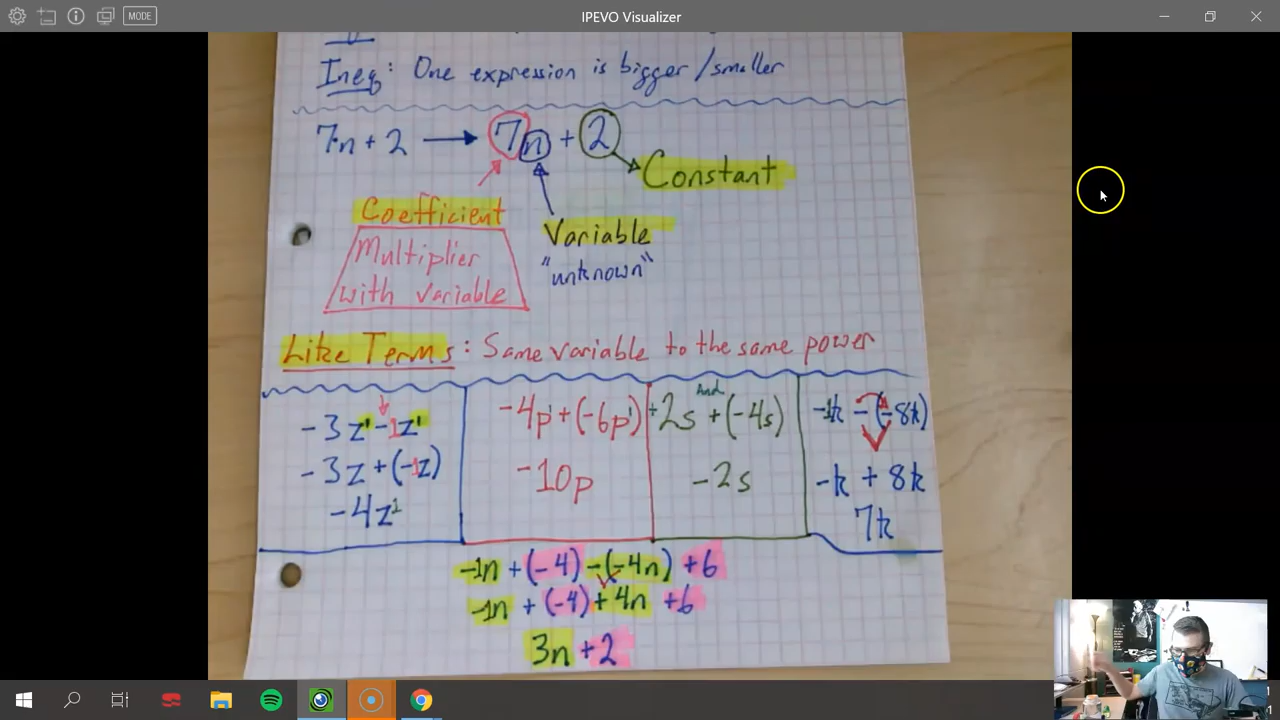 IPEVO Visualizer
MODE
Ineq: One expression is bigger/smaller
7n + 2 → 7n + 2
Constant
Coefficient
Variable
Multiplier
"unknown"
with variable
Like Terms: Same variable to the same power
-3z¹ - 1z¹
-3z + (-1z)
-4z¹
-4p¹ + (-6p¹)
-10p
And
+2s + (-4s)
-2s
-1k - (-8k)
-k + 8k
7k
-1n + (-4) - (-4n) + 6
-1n + (-4) + 4n + 6
3n + 2